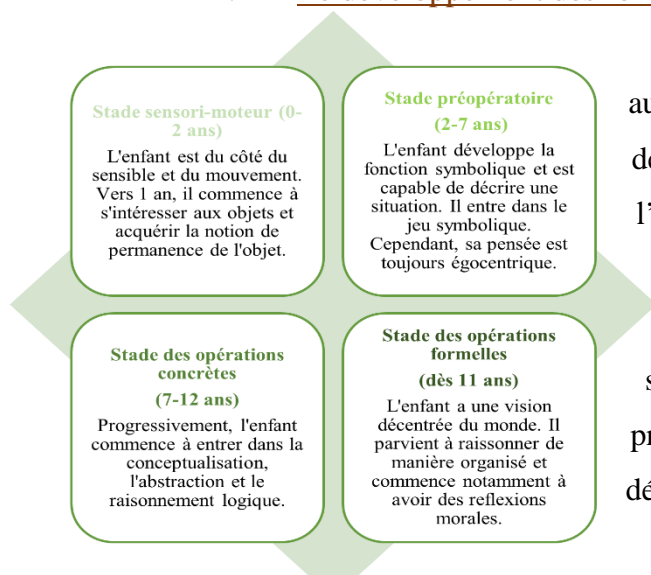 Stade sensori-moteur (0-
2 ans)
L'enfant est du côté du
sensible et du mouvement.
Vers 1 an, il commence à
s'intéresser aux objets et
acquérir la notion de
permanence de l'objet.
Stade préopératoire
(2-7 ans)
L'enfant développe la
fonction symbolique et est
capable de décrire une
situation. Il entre dans le
jeu symbolique.
Cependant, sa pensée est
toujours égocentrique.
Stade des opérations
concrètes
(7-12 ans)
Progressivement, l'enfant
commence à entrer dans la
conceptualisation,
l'abstraction et le
raisonnement logique.
Stade des opérations
formelles
(dès 11 ans)
L'enfant a une vision
décentrée du monde. Il
parvient à raissonner de
manière organisé et
commence notamment à
avoir des reflexions
morales.
au
l'